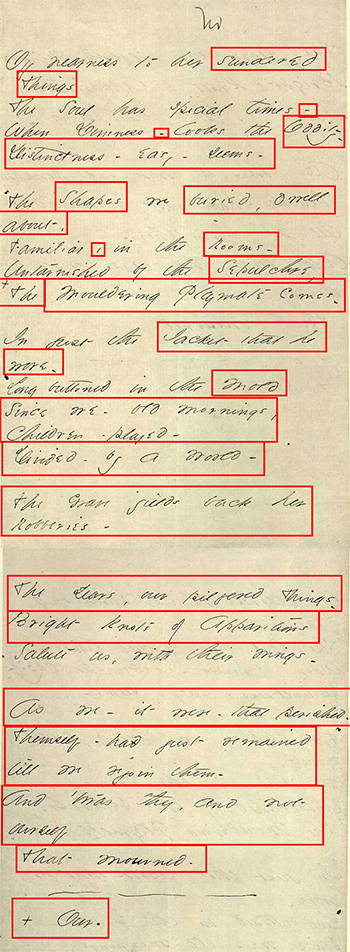 Of nearness to her sundered
things
The Soul has special times -
When Dimness - Looks the Oddity -
Distinctness - easy - seems -
The Shapes we buried, dwell
about,
Familiar, in the Rooms -
Untarnished by the Sepulchre,
+ The Mouldering Playmate Comes -
In just the Jacket that he
wore -
Long buttoned in the Mold
Since we - old mornings,
Children - played -
Divided - by a World -
The Grave yields back her
Robberies -
The Years, our pilfered Things -
Bright Knots of Apparitions
Salute us, with their wings -
As we - it were - that perished -
Themself - had just remained
till we rejoin them -
And 'twas they, and not
ourself
That mourned.
+ Our.